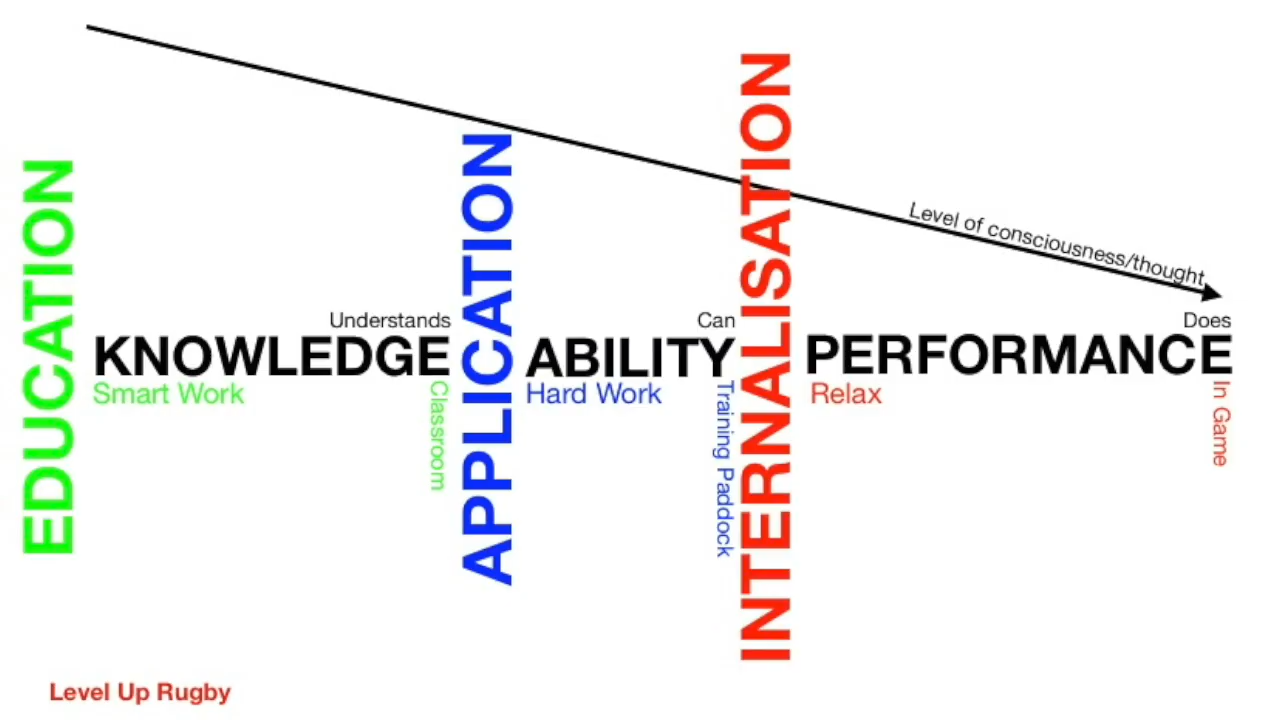 EDUCATION
Understands
KNOWLEDGE
Smart Work
Classroom
APPLICATION
Can
ABILITY
Hard Work
Training Paddock
INTERNALISATION
Level of consciousness/thought
Does
PERFORMANCE
Relax
In Game
Level Up Rugby